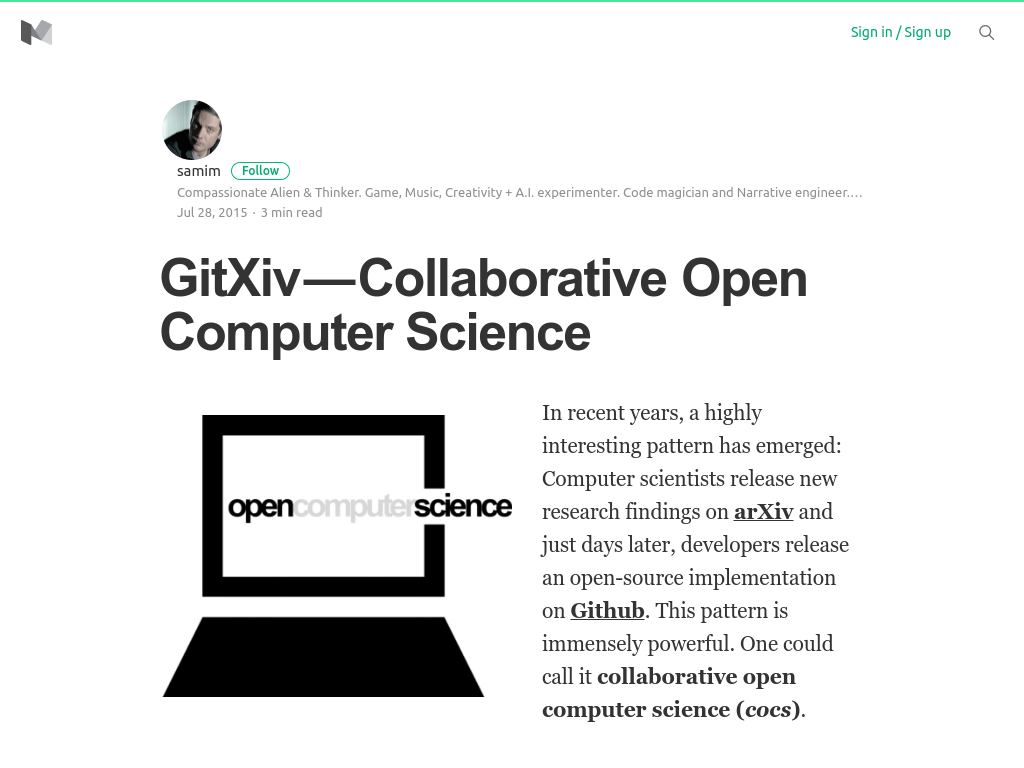 Sign in / Sign up
samim Follow
Compassionate Alien & Thinker. Game, Music, Creativity + A.I. experimenter. Code magician and Narrative engineer.…
Jul 28, 2015 · 3 min read
GitXiv — Collaborative Open
Computer Science
opencomputerscience
In recent years, a highly
interesting pattern has emerged:
Computer scientists release new
research findings on arXiv and
just days later, developers release
an open-source implementation
on Github. This pattern is
immensely powerful. One could
call it collaborative open
computer science (cocs).